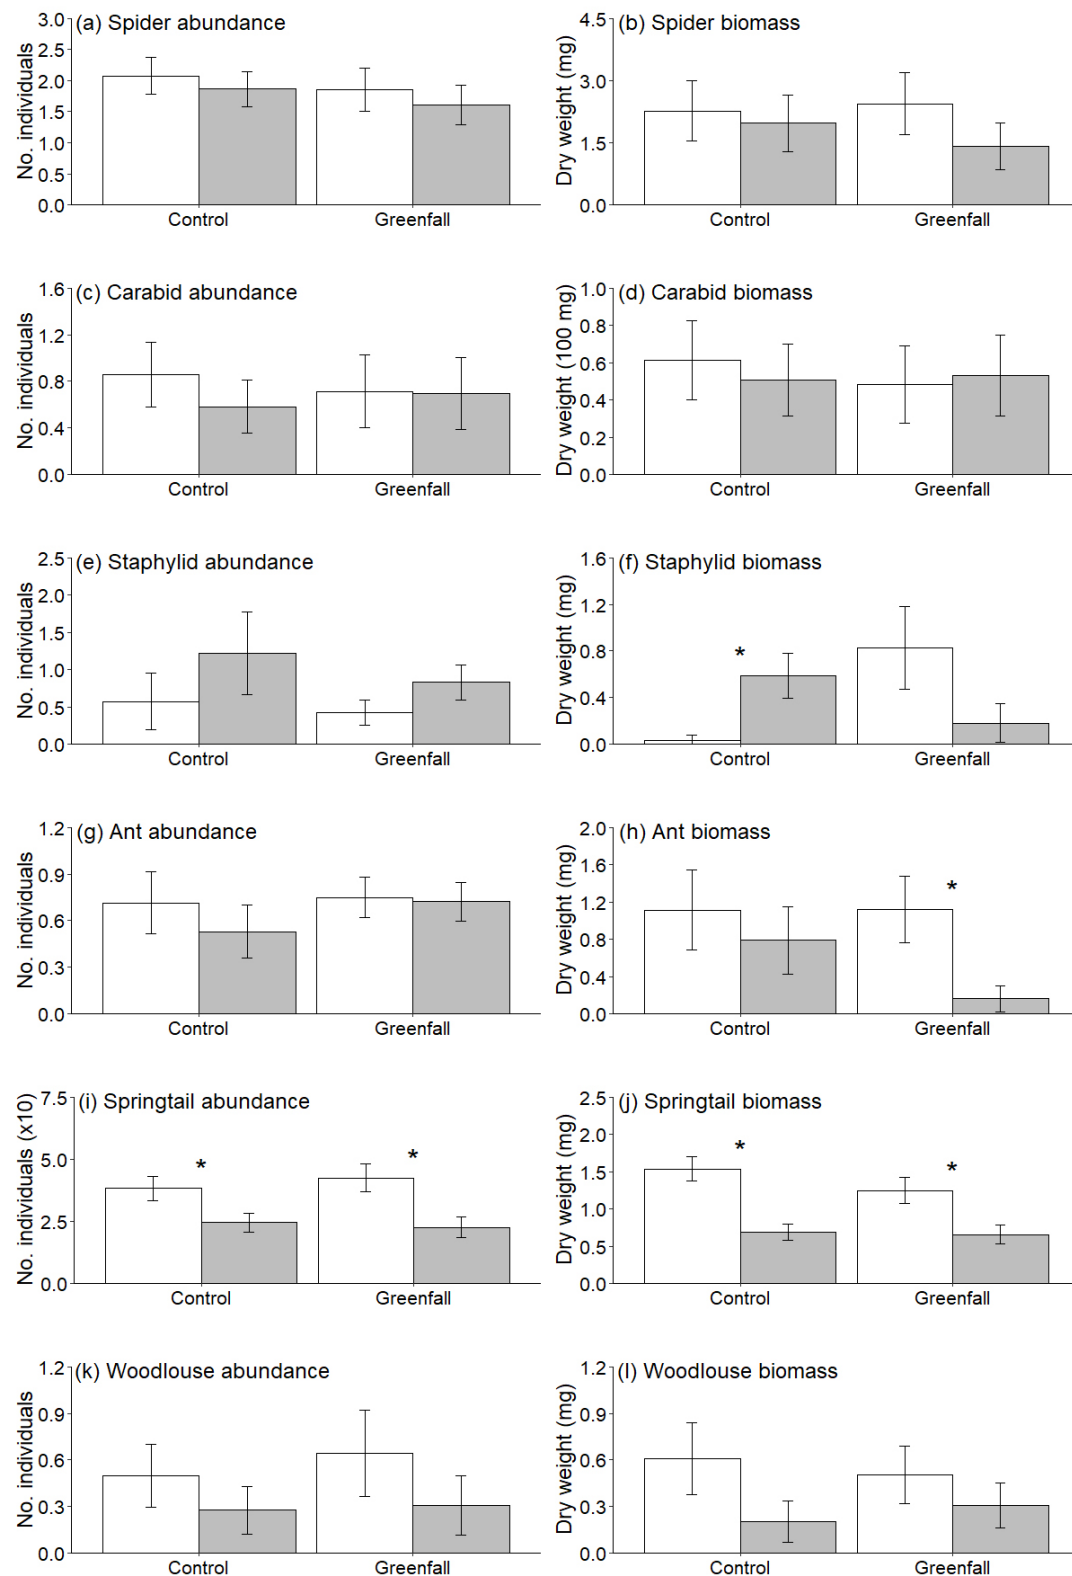 (a) Spider abundance
No. individuals
3.0
2.5
2.0
1.5
1.0
0.5
0.0
Control Greenfall
(b) Spider biomass
Dry weight (mg)
4.5
3.0
1.5
0.0
Control Greenfall
(c) Carabid abundance
No. individuals
1.6
1.2
0.8
0.4
0.0
Control Greenfall
(d) Carabid biomass
Dry weight (100 mg)
1.0
0.8
0.6
0.4
0.2
0.0
Control Greenfall
(e) Staphylid abundance
No. individuals
2.5
2.0
1.5
1.0
0.5
0.0
Control Greenfall
(f) Staphylid biomass
Dry weight (mg)
1.6
1.2
0.8
0.4
0.0
*
Control Greenfall
(g) Ant abundance
No. individuals
1.2
0.9
0.6
0.3
0.0
Control Greenfall
(h) Ant biomass
Dry weight (mg)
2.0
1.6
1.2
0.8
0.4
0.0
*
Control Greenfall
(i) Springtail abundance
No. individuals (x10)
7.5
5.0
2.5
0.0
* *
Control Greenfall
(j) Springtail biomass
Dry weight (mg)
2.5
2.0
1.5
1.0
0.5
0.0
* *
Control Greenfall
(k) Woodlouse abundance
No. individuals
1.2
0.9
0.6
0.3
0.0
Control Greenfall
(l) Woodlouse biomass
Dry weight (mg)
1.2
0.9
0.6
0.3
0.0
Control Greenfall